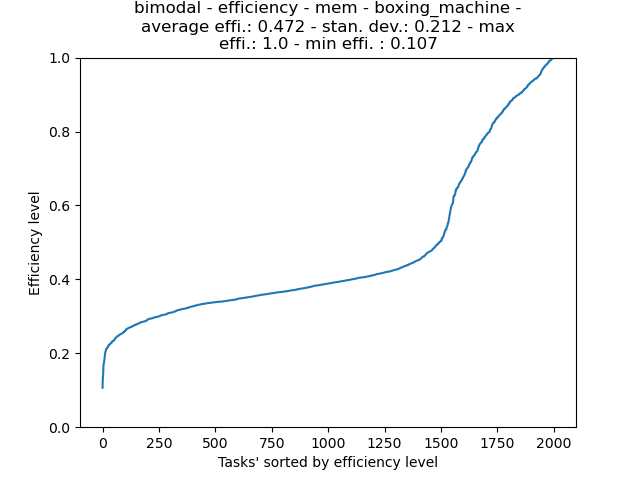 bimodal - efficiency - mem - boxing_machine -
average effi.: 0.472 - stan. dev.: 0.212 - max
effi.: 1.0 - min effi. : 0.107
1.0
0.8
0.6
0.4
0.2
0.0
Efficiency level
0 250 500 750 1000 1250 1500 1750 2000
Tasks' sorted by efficiency level